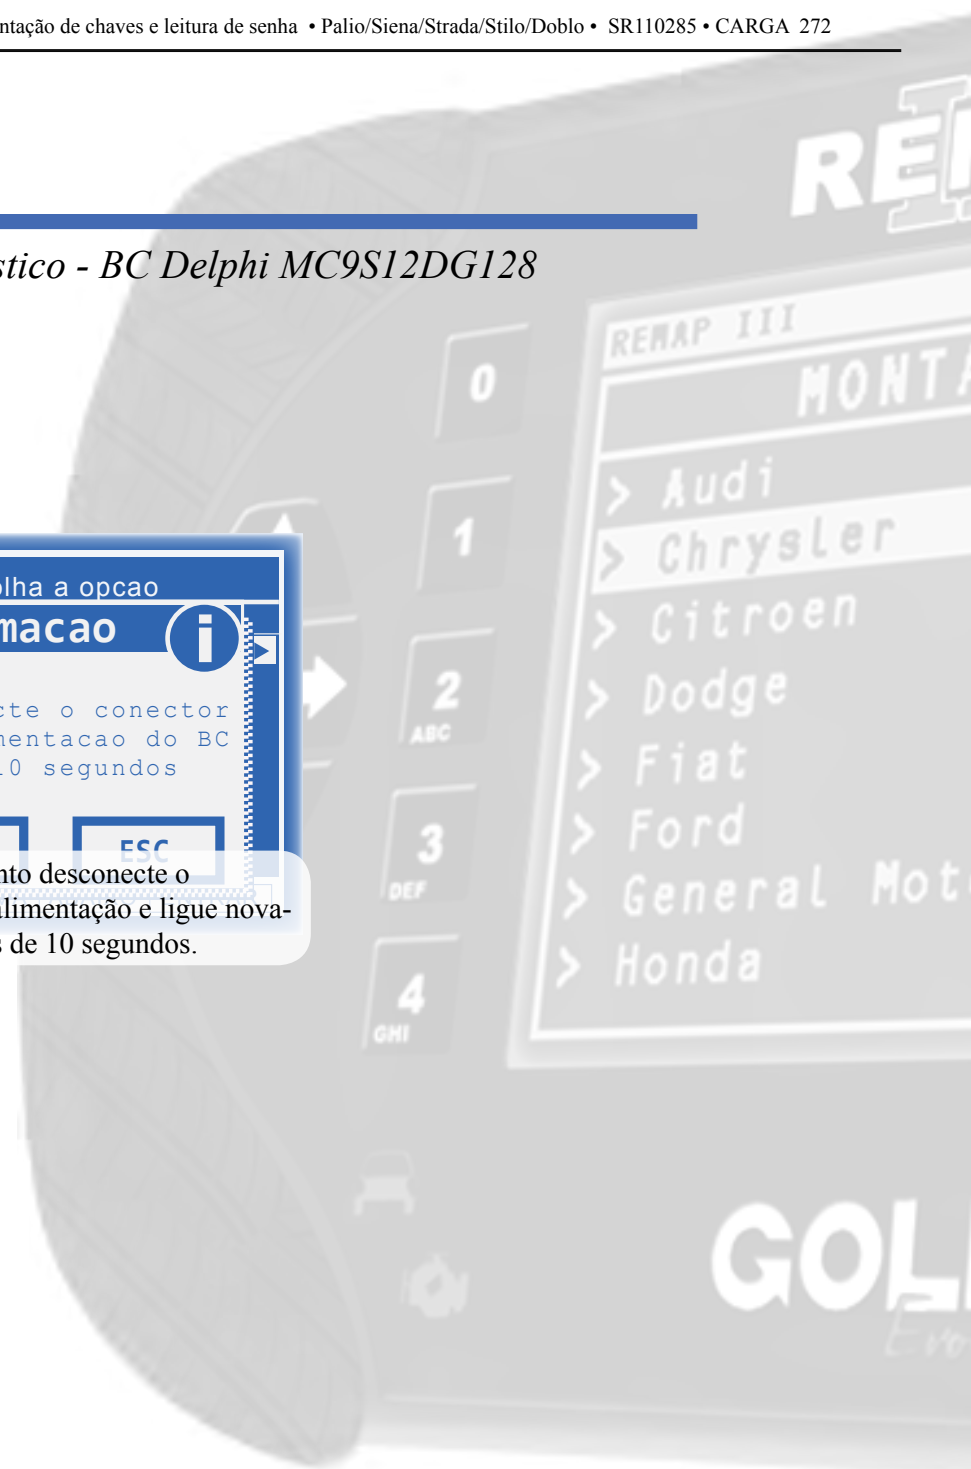 ntação de chaves e leitura de senha • Palio/Siena/Strada/Stilo/Doblo • SR110285 • CARGA 272
stico - BC Delphi MC9S12DG128
olha a opcao
macao
i
cte o conector
mentacao do BC
10 segundos
ESC
nto desconecte o
alimentação e ligue nova-
s de 10 segundos.
0
1
2
ABC
3
DEF
4
GHI
REMAP III
MONTA
> Audi
> Chrysler
> Citroen
> Dodge
> Fiat
> Ford
> General Mot
> Honda
GOL